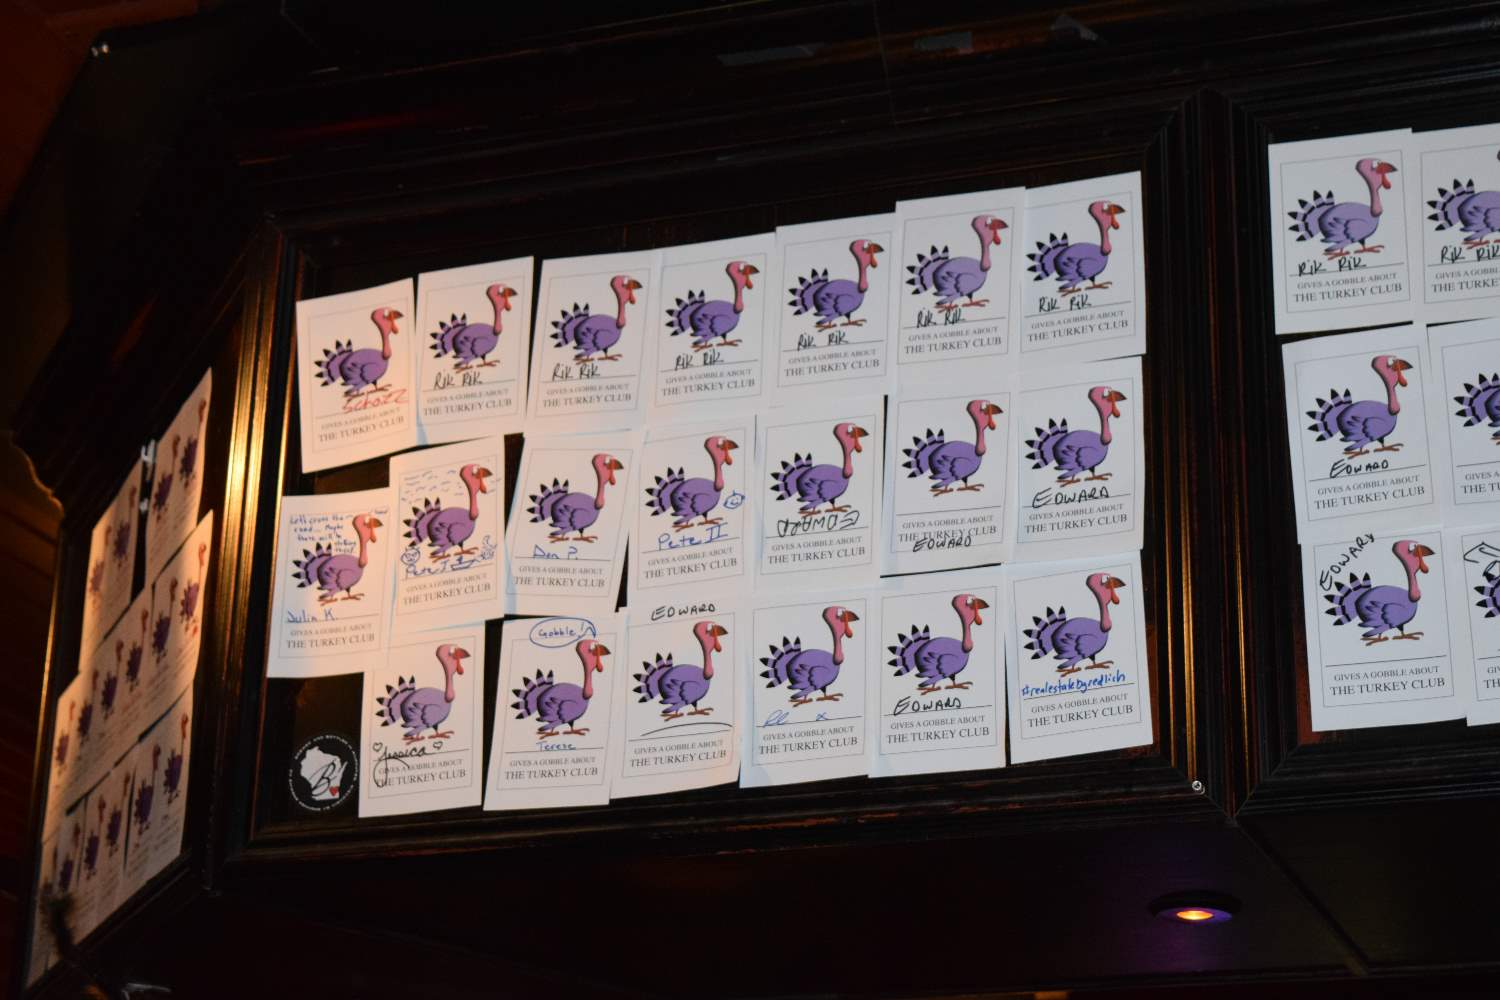 Schatz
GIVES A GOBBLE ABOUT
THE TURKEY CLUB
Rik Rik
GIVES A GOBBLE ABOUT
THE TURKEY CLUB
Rik Rik
GIVES A GOBBLE ABOUT
THE TURKEY CLUB
Rik Rik
GIVES A GOBBLE ABOUT
THE TURKEY CLUB
Rik Rik
GIVES A GOBBLE ABOUT
THE TURKEY CLUB
Rik Rik
GIVES A GOBBLE ABOUT
THE TURKEY CLUB
Rik Rik
GIVES A GOBBLE ABOUT
THE TURKEY CLUB
Let's cross the
road... Maybe
there will be
Julia K.
GIVES A GOBBLE ABOUT
THE TURKEY CLUB
Pete I
GIVES A GOBBLE ABOUT
THE TURKEY CLUB
Dan P.
GIVES A GOBBLE ABOUT
THE TURKEY CLUB
Pete II
GIVES A GOBBLE ABOUT
THE TURKEY CLUB
EDWARD
GIVES A GOBBLE ABOUT
THE TURKEY CLUB
EDWARD
GIVES A GOBBLE ABOUT
THE TURKEY CLUB
EDWARD
EDWARD
GIVES A GOBBLE ABOUT
THE TURKEY CLUB
Jessica
GIVES A GOBBLE ABOUT
THE TURKEY CLUB
Gobble!
Terese
GIVES A GOBBLE ABOUT
THE TURKEY CLUB
EDWARD
GIVES A GOBBLE ABOUT
THE TURKEY CLUB
GIVES A GOBBLE ABOUT
THE TURKEY CLUB
EDWARD
GIVES A GOBBLE ABOUT
THE TURKEY CLUB
#realestatebyredlich
GIVES A GOBBLE ABOUT
THE TURKEY CLUB
Rik Rik
GIVES A GOBBLE ABOUT
THE TURKEY CLUB
Rik Rik
GIVES A GOBBLE
THE TURKEY
EDWARD
GIVES A GOBBLE ABOUT
THE TURKEY CLUB
EDWARY
GIVES A GOBBLE ABOUT
THE TURKEY CLUB